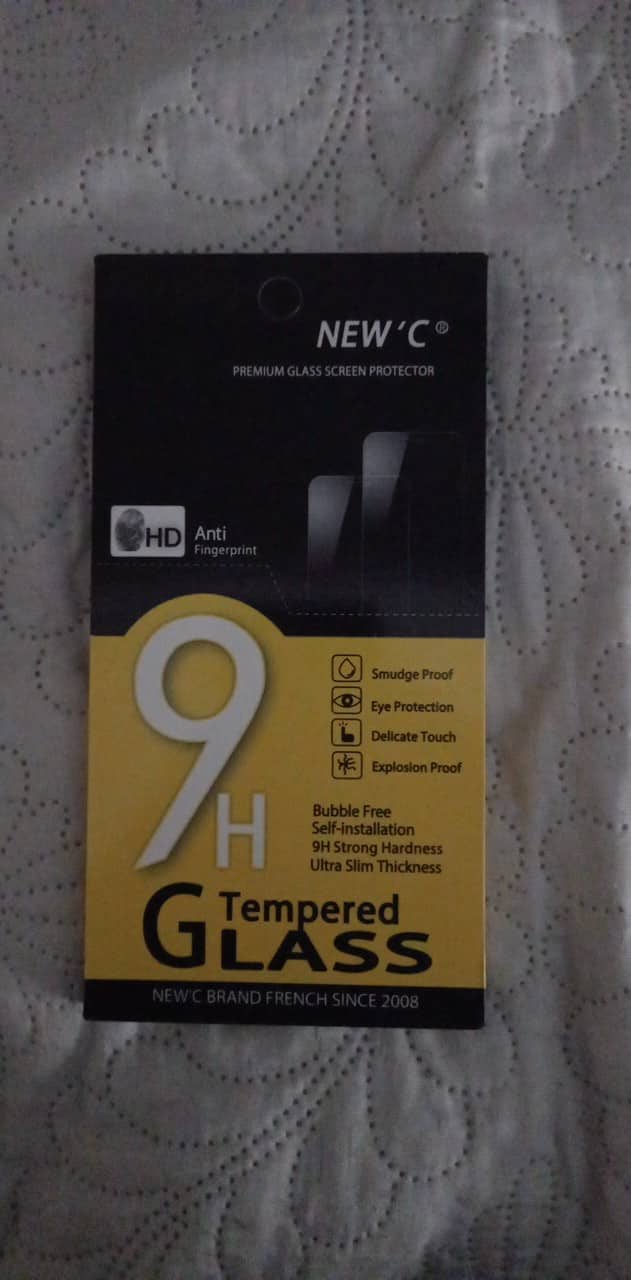 NEW 'C ®
PREMIUM GLASS SCREEN PROTECTOR
HD Anti
Fingerprint
9H
Smudge Proof
Eye Protection
Delicate Touch
Explosion Proof
Bubble Free
Self-installation
9H Strong Hardness
Ultra Slim Thickness
Tempered
GLASS
NEW'C BRAND FRENCH SINCE 2008